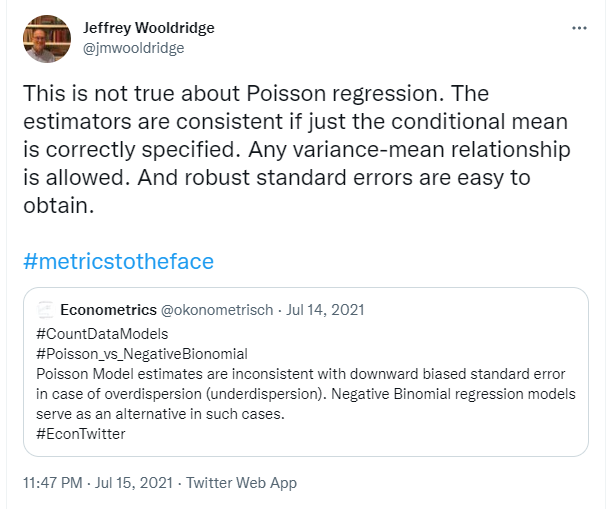 Jeffrey Wooldridge
@jmwooldridge
This is not true about Poisson regression. The
estimators are consistent if just the conditional mean
is correctly specified. Any variance-mean relationship
is allowed. And robust standard errors are easy to
obtain.
#metricstotheface
Econometrics @okonometrisch · Jul 14, 2021
#CountDataModels
#Poisson_vs_NegativeBionomial
Poisson Model estimates are inconsistent with downward biased standard error
in case of overdispersion (underdispersion). Negative Binomial regression models
serve as an alternative in such cases.
#EconTwitter
11:47 PM · Jul 15, 2021 · Twitter Web App